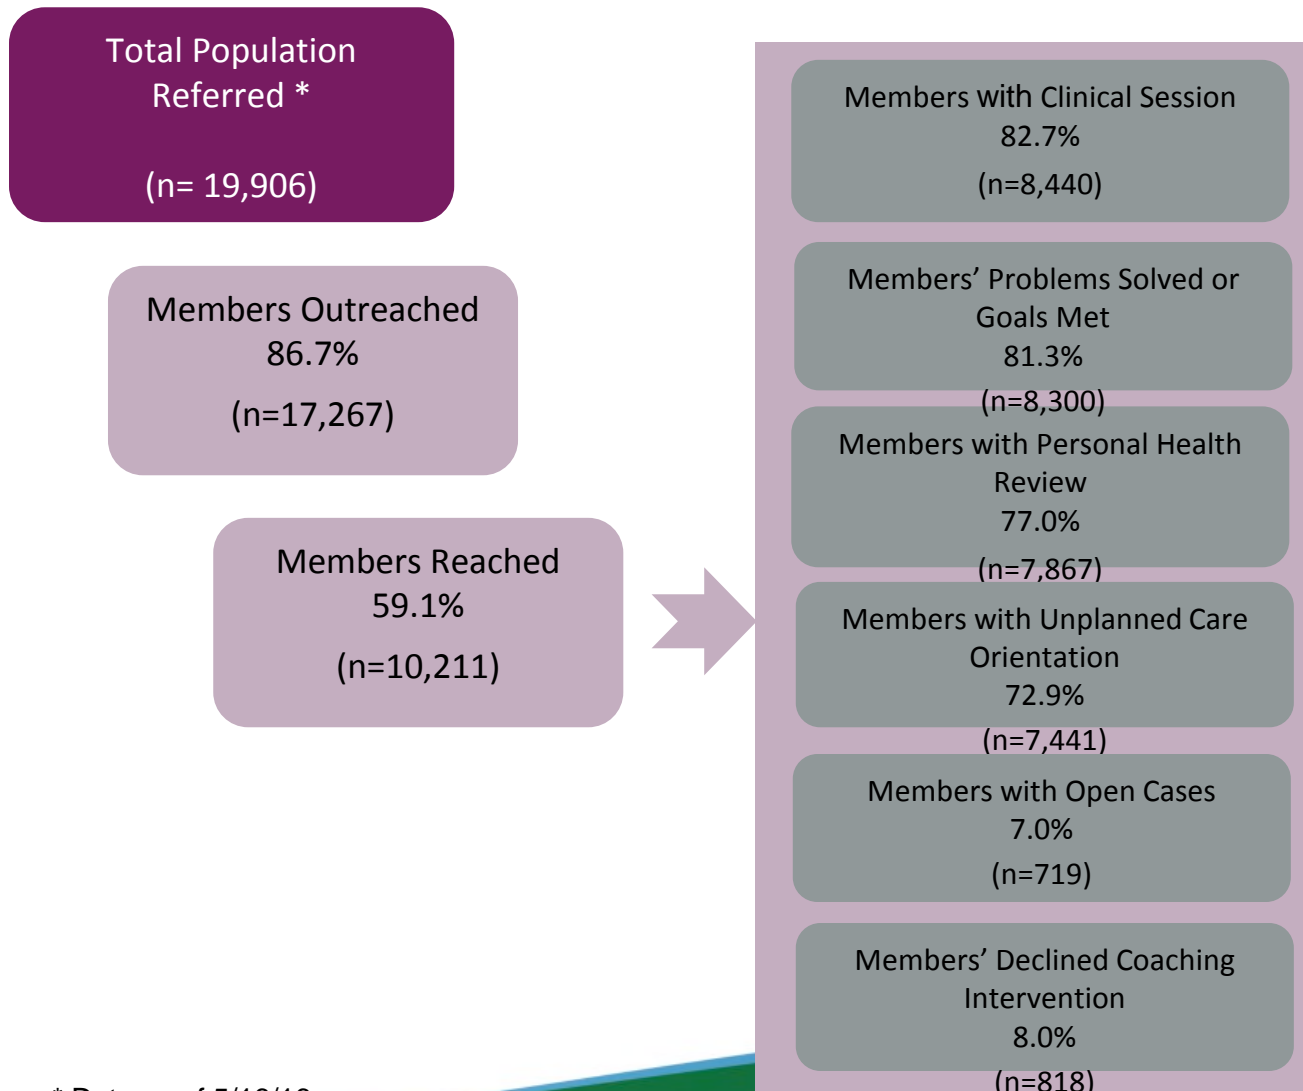 Total Population
Referred *
(n= 19,906)
Members Outreached
86.7%
(n=17,267)
Members Reached
59.1%
(n=10,211)
Members with Clinical Session
82.7%
(n=8,440)
Members’ Problems Solved or
Goals Met
81.3%
(n=8,300)
Members with Personal Health
Review
77.0%
(n=7,867)
Members with Unplanned Care
Orientation
72.9%
(n=7,441)
Members with Open Cases
7.0%
(n=719)
Members’ Declined Coaching
Intervention
8.0%
(n=818)